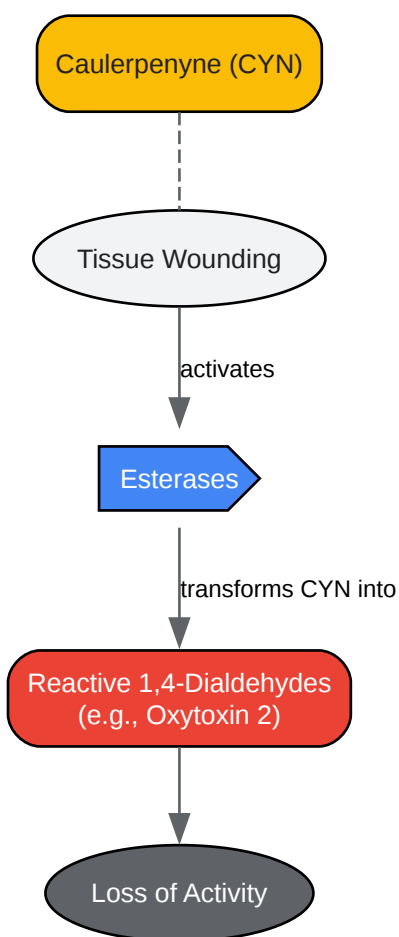 Caulerpenyne (CYN)
Tissue Wounding
activates
Esterases
transforms CYN into
Reactive 1,4-Dialdehydes
(e.g., Oxytoxin 2)
Loss of Activity